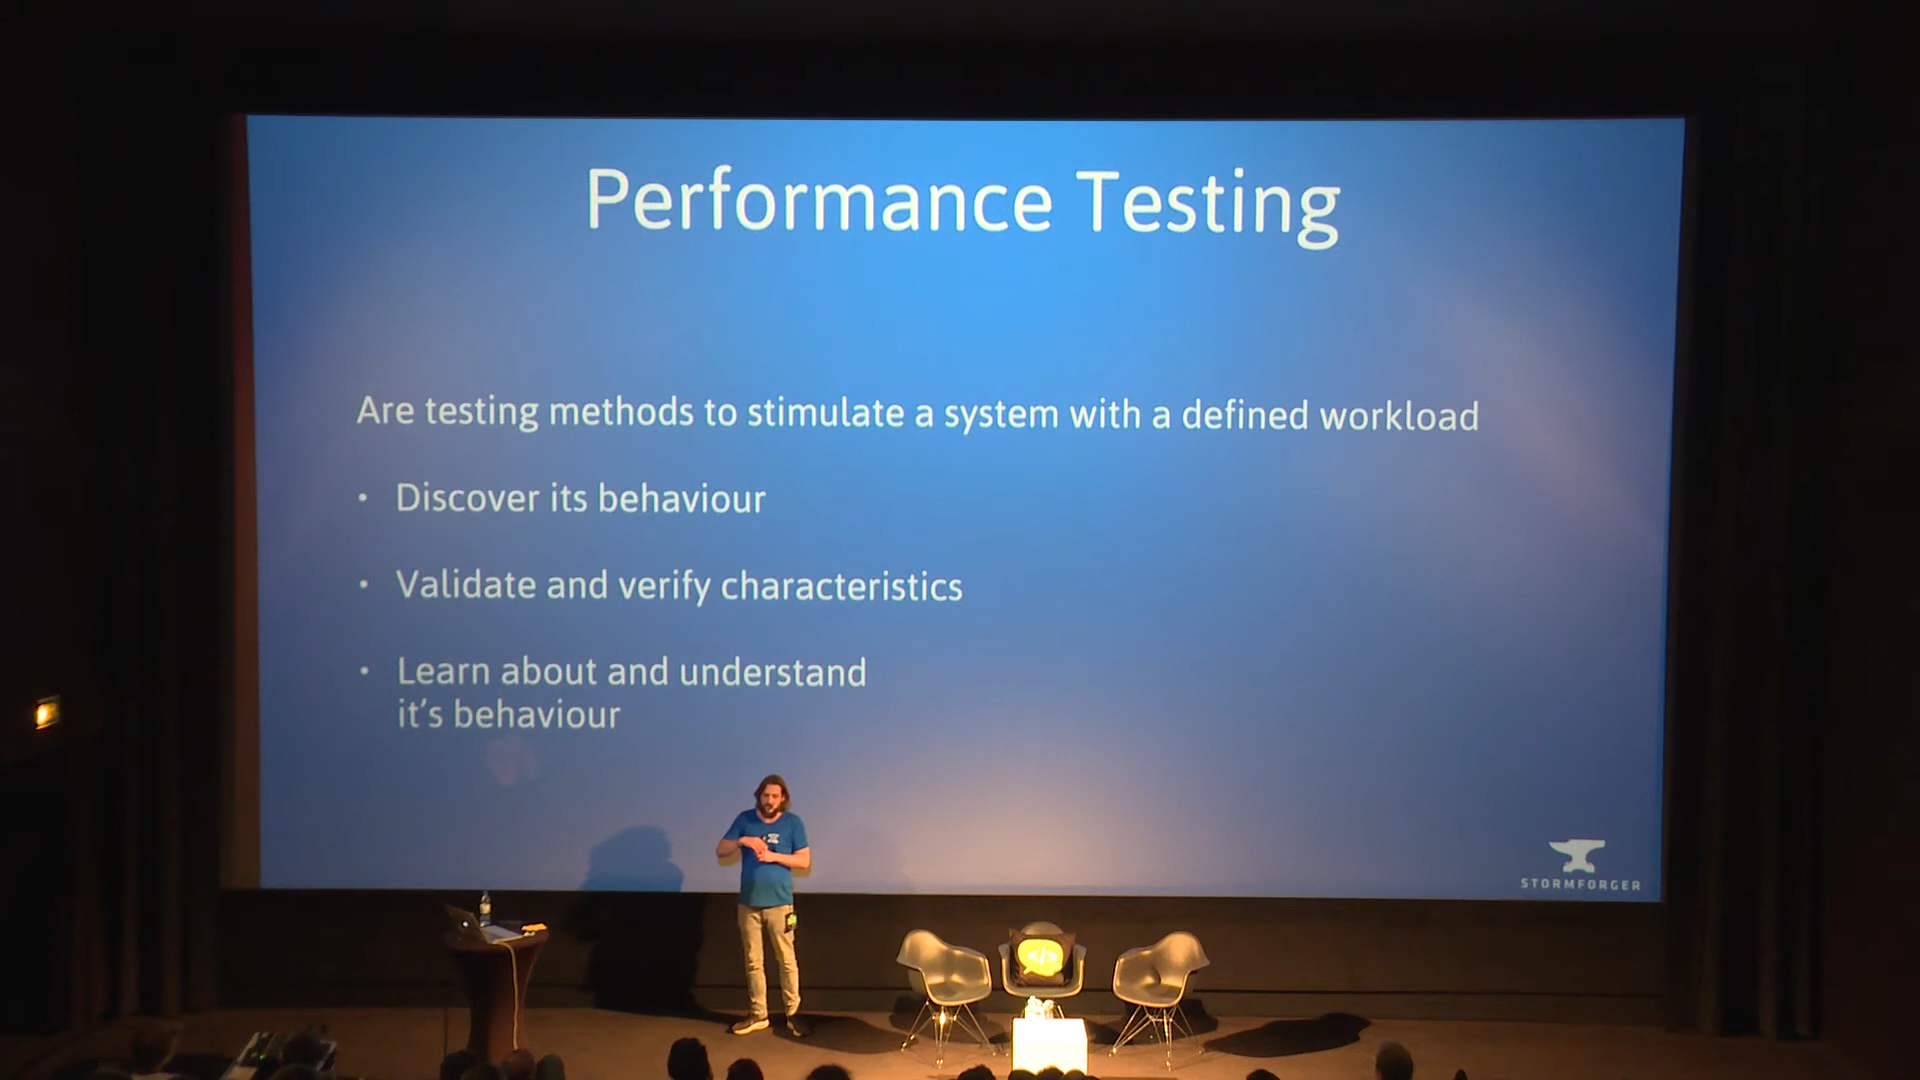 Performance Testing
Are testing methods to stimulate a system with a defined workload
• Discover its behaviour
• Validate and verify characteristics
• Learn about and understand
it’s behaviour
STORMFORGER
</>